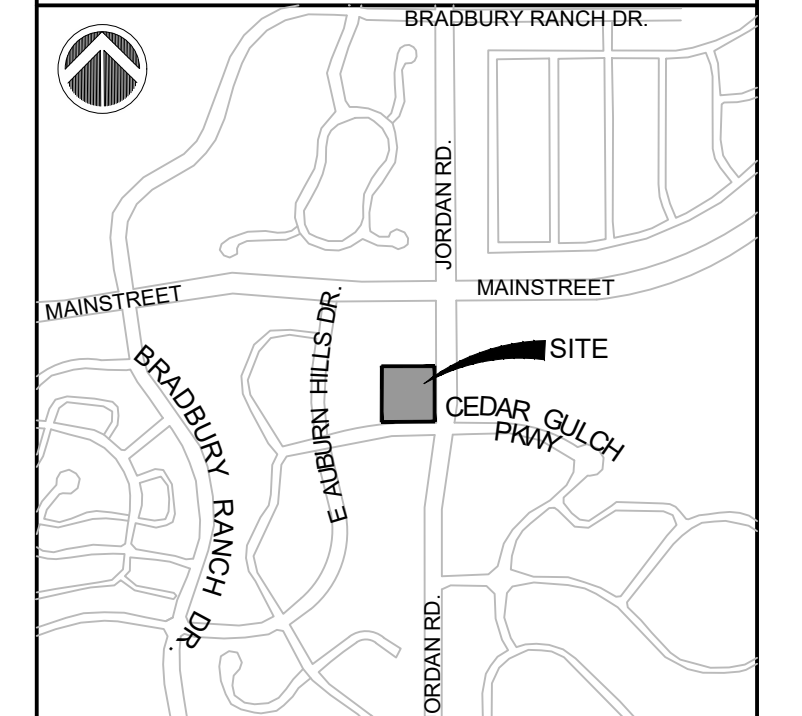 BRADBURY RANCH DR.
JORDAN RD.
MAINSTREET
MAINSTREET
E AUBURN HILLS DR.
SITE
BRADBURY RANCH DR.
CEDAR GULCH
PKWY
ORDAN RD.